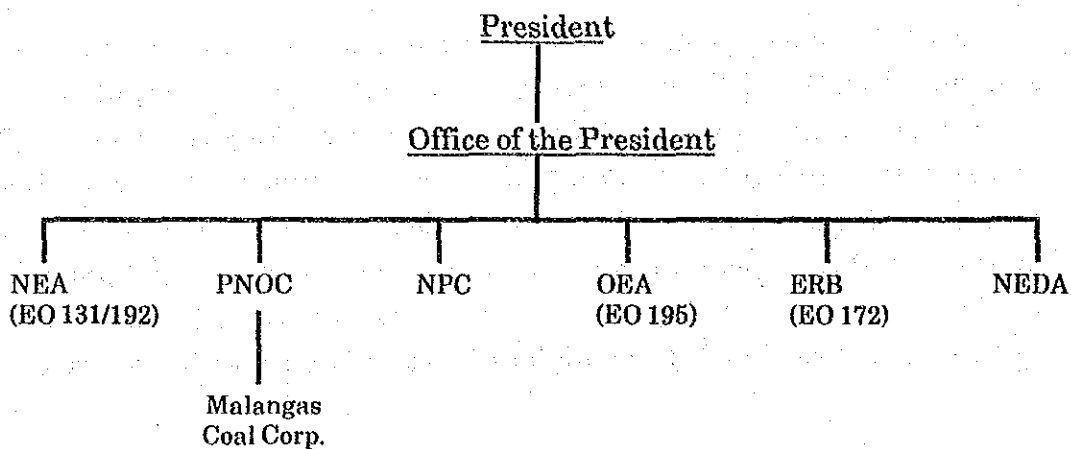 President
Office of the President
NEA PNOC NPC OEA ERB NEDA
(EO 131/192) (EO 195) (EO 172)
Malangas
Coal Corp.